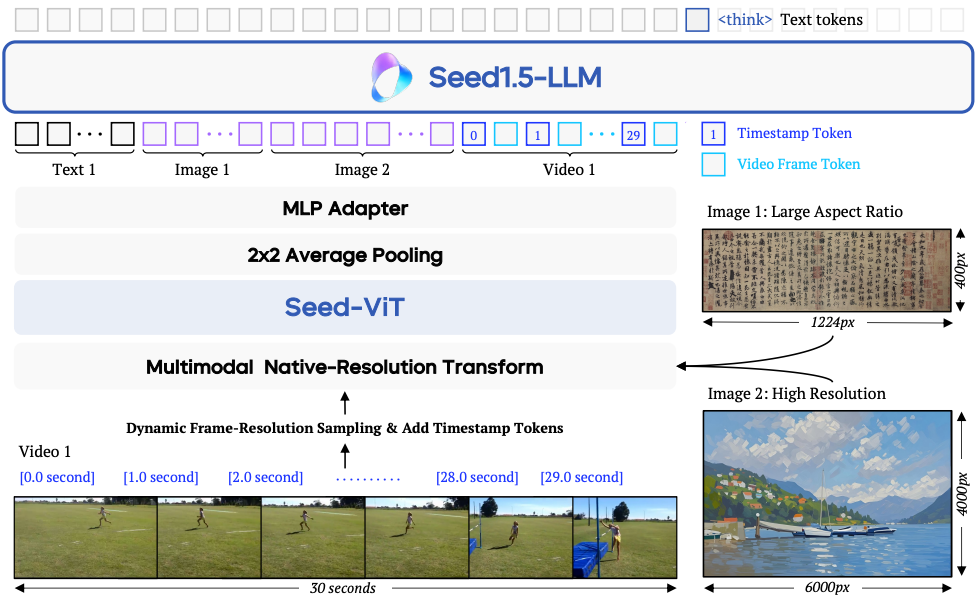 <think> Text tokens
Seed1.5-LLM
0 1 ... 29
1 Timestamp Token
Video Frame Token
Text 1
Image 1
Image 2
Video 1
MLP Adapter
2x2 Average Pooling
Seed-ViT
Multimodal Native-Resolution Transform
Dynamic Frame-Resolution Sampling & Add Timestamp Tokens
Video 1
[0.0 second] [1.0 second] [2.0 second] .......... [28.0 second] [29.0 second]
30 seconds
Image 1: Large Aspect Ratio
400px
1224px
Image 2: High Resolution
4000px
6000px